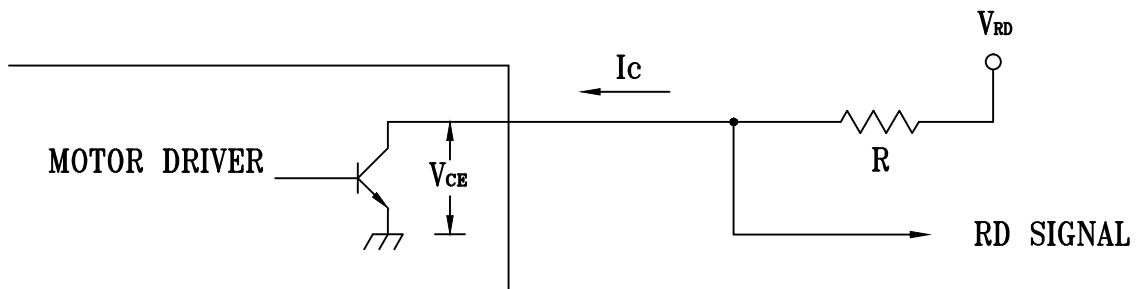 VRD
Ic
MOTOR DRIVER
VCE
R
RD SIGNAL